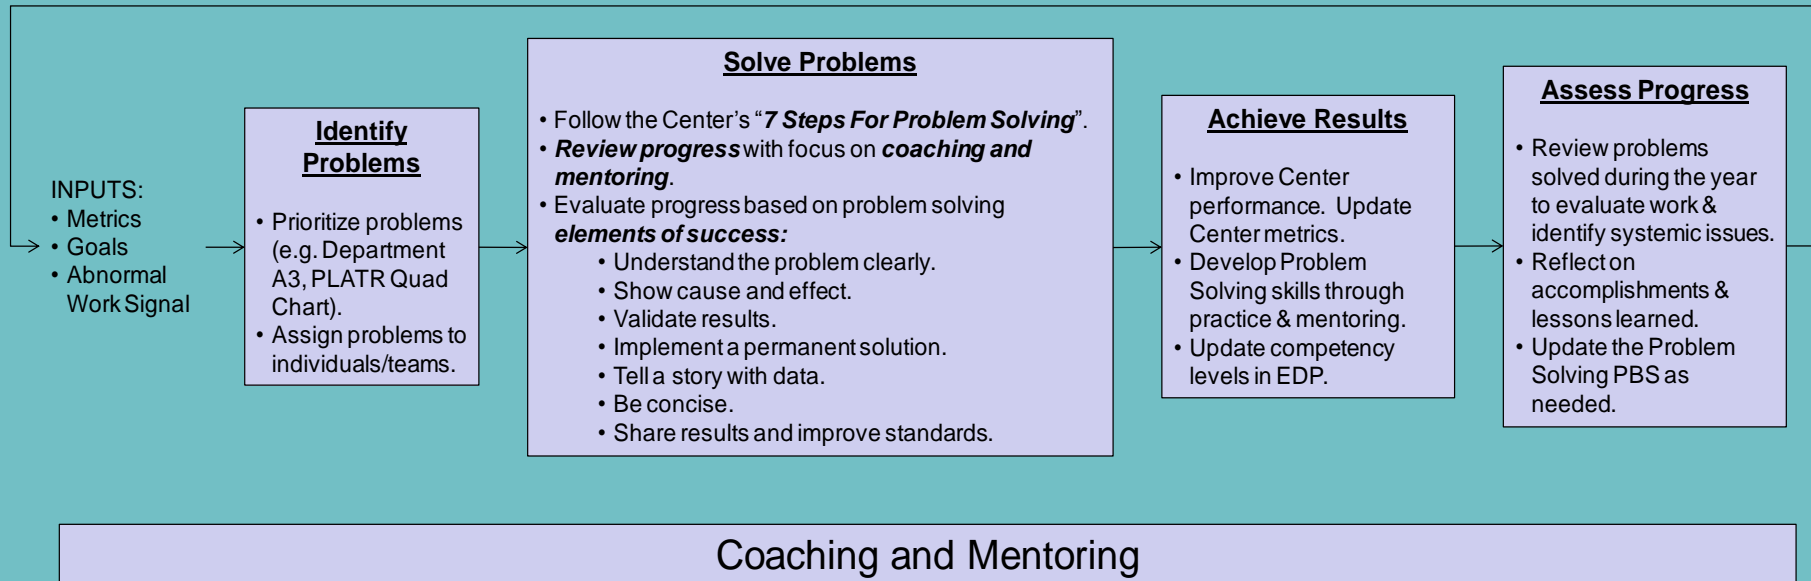 INPUTS:
• Metrics
• Goals
• Abnormal
Work Signal
Identify
Problems
• Prioritize problems
(e.g. Department
A3, PLATR Quad
Chart).
• Assign problems to
individuals/teams.
Solve Problems
• Follow the Center's “7 Steps For Problem Solving”.
• Review progress with focus on coaching and
mentoring.
• Evaluate progress based on problem solving
elements of success:
• Understand the problem clearly.
• Show cause and effect.
• Validate results.
• Implement a permanent solution.
• Tell a story with data.
• Be concise.
• Share results and improve standards.
Achieve Results
• Improve Center
performance. Update
Center metrics.
• Develop Problem
Solving skills through
practice & mentoring.
• Update competency
levels in EDP.
Assess Progress
• Review problems
solved during the year
to evaluate work &
identify systemic issues.
• Reflect on
accomplishments &
lessons learned.
• Update the Problem
Solving PBS as
needed.
Coaching and Mentoring